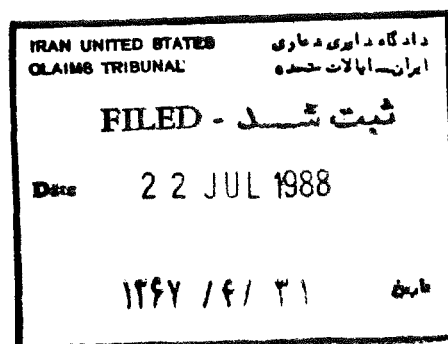 IRAN UNITED STATES
CLAIMS TRIBUNAL
دادگاه داوری دعاوی
ایران - ایالات متحده
FILED - ثبت شد
Date 22 JUL 1988
۱۳۶۷ / ۴ / ۳۱ تاریخ